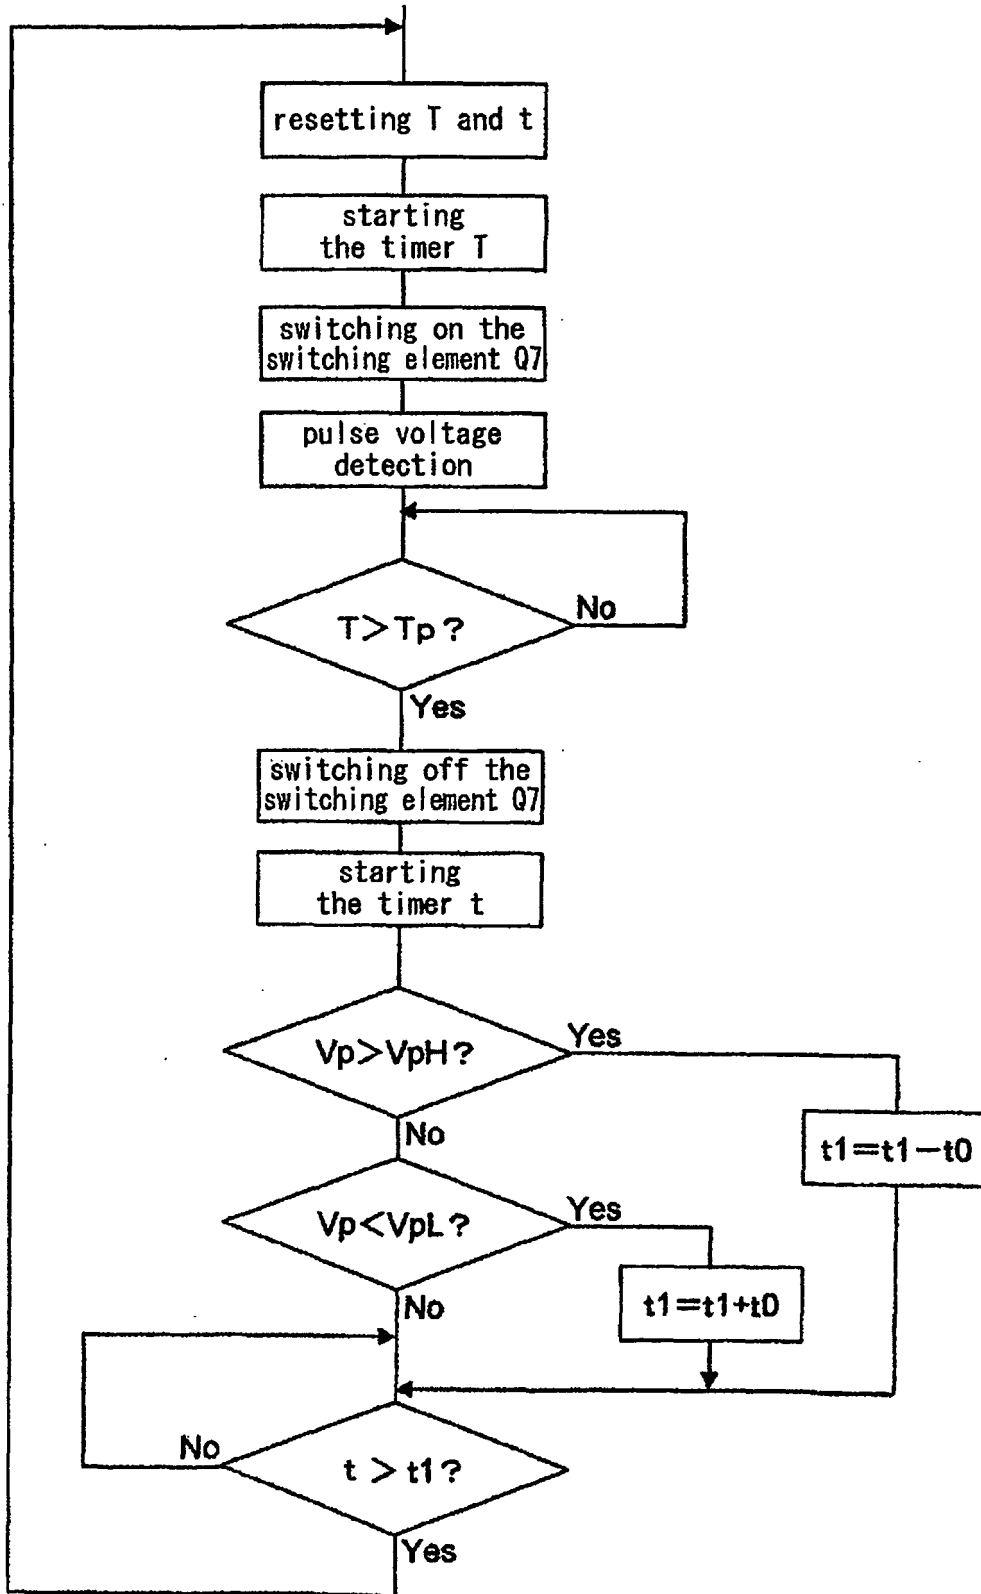 resetting T and t
starting
the timer T
switching on the
switching element Q7
pulse voltage
detection
T>Tp?
No
Yes
switching off the
switching element Q7
starting
the timer t
Vp>VpH?
Yes
No
t1=t1−t0
Vp<VpL?
Yes
No
t1=t1+t0
t>t1?
No
Yes